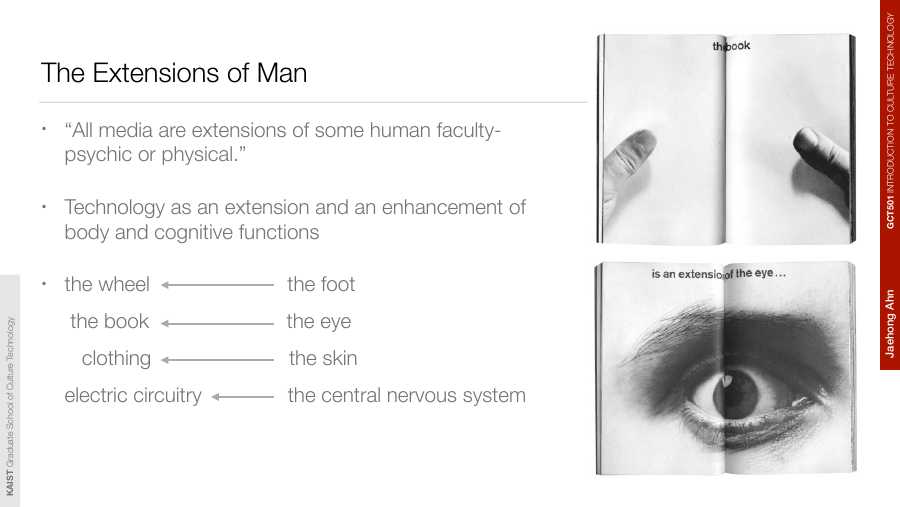 The Extensions of Man
• “All media are extensions of some human faculty-
psychic or physical.”
• Technology as an extension and an enhancement of
body and cognitive functions
• the wheel the foot
the book the eye
clothing the skin
electric circuitry the central nervous system
the book
is an extension of the eye...
GCT501 INTRODUCTION TO CULTURE TECHNOLOGY
Jaehong Ahn
KAIST Graduate School of Culture Technology